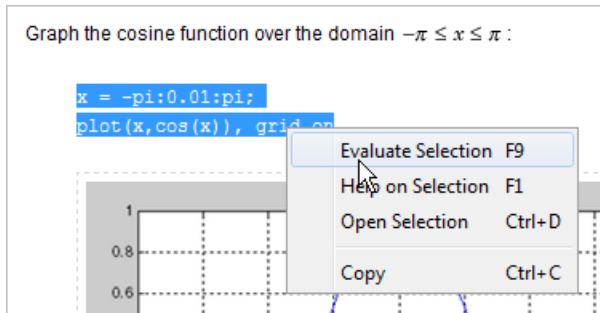 Graph the cosine function over the domain −π ≤ x ≤ π :
x = -pi:0.01:pi;
plot(x,cos(x)), grid on
Evaluate Selection F9
Help on Selection F1
Open Selection Ctrl+D
Copy Ctrl+C
1
0.8
0.6